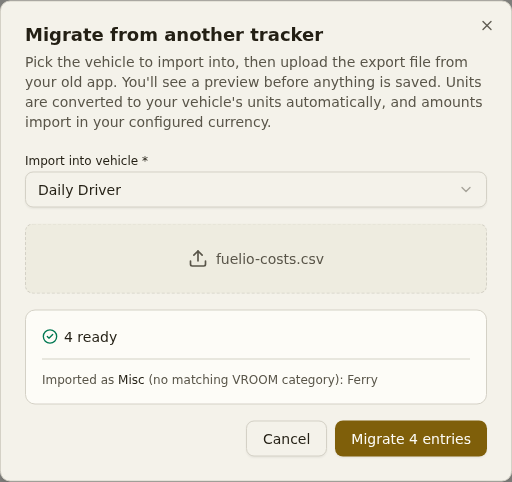 Migrate from another tracker
Pick the vehicle to import into, then upload the export file from
your old app. You'll see a preview before anything is saved. Units
are converted to your vehicle's units automatically, and amounts
import in your configured currency.
Import into vehicle *
Daily Driver
fuelio-costs.csv
4 ready
Imported as Misc (no matching VROOM category): Ferry
Cancel
Migrate 4 entries